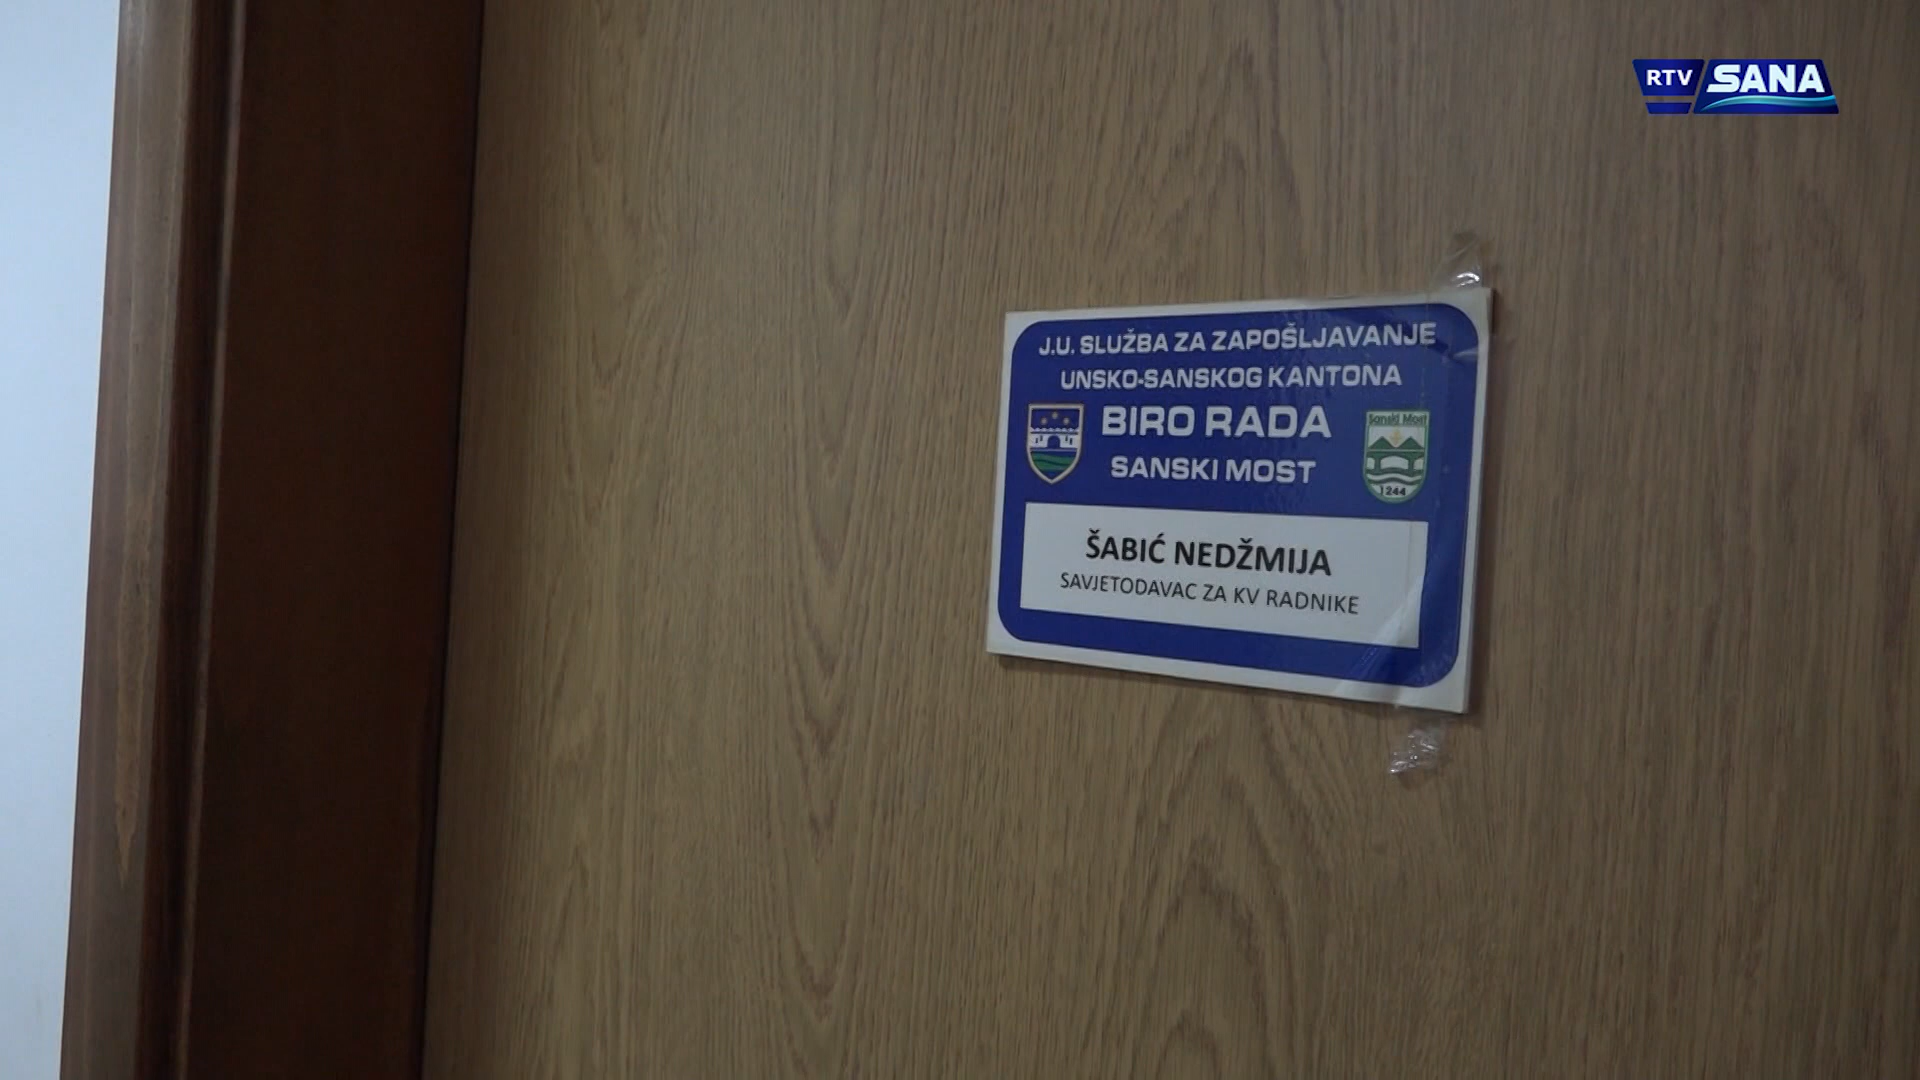 RTV SANA
J.U. SLUŽBA ZA ZAPOŠLJAVANJE
UNSKO-SANSKOG KANTONA
BIRO RADA
SANSKI MOST
Sanski Most
1244
ŠABIĆ NEDŽMIJA
SAVJETODAVAC ZA KV RADNIKE